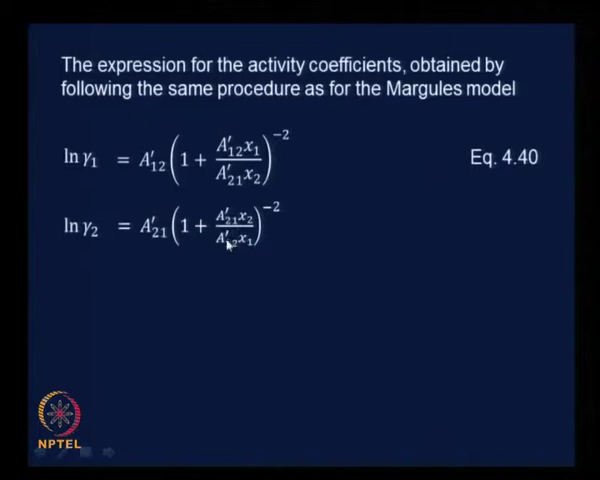 The expression for the activity coefficients, obtained by
following the same procedure as for the Margules model
ln γ₁ = A′₁₂ (1 + A′₁₂x₁ / A′₂₁x₂)⁻² Eq. 4.40
ln γ₂ = A′₂₁ (1 + A′₂₁x₂ / A′₁₂x₁)⁻²
NPTEL